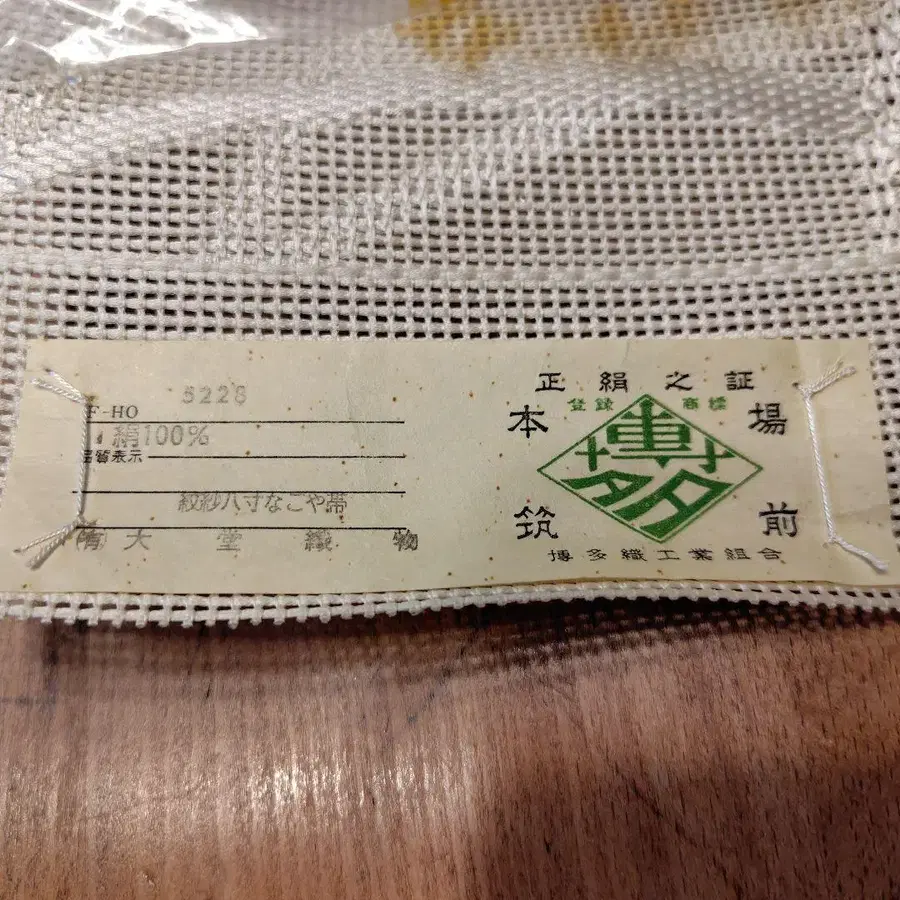 5228
F-HO
絹100%
品質表示
紋紗八寸なごや帯
(有)大堂織物
正絹之証
登録商標
本場
博多
筑前
博多織工業組合